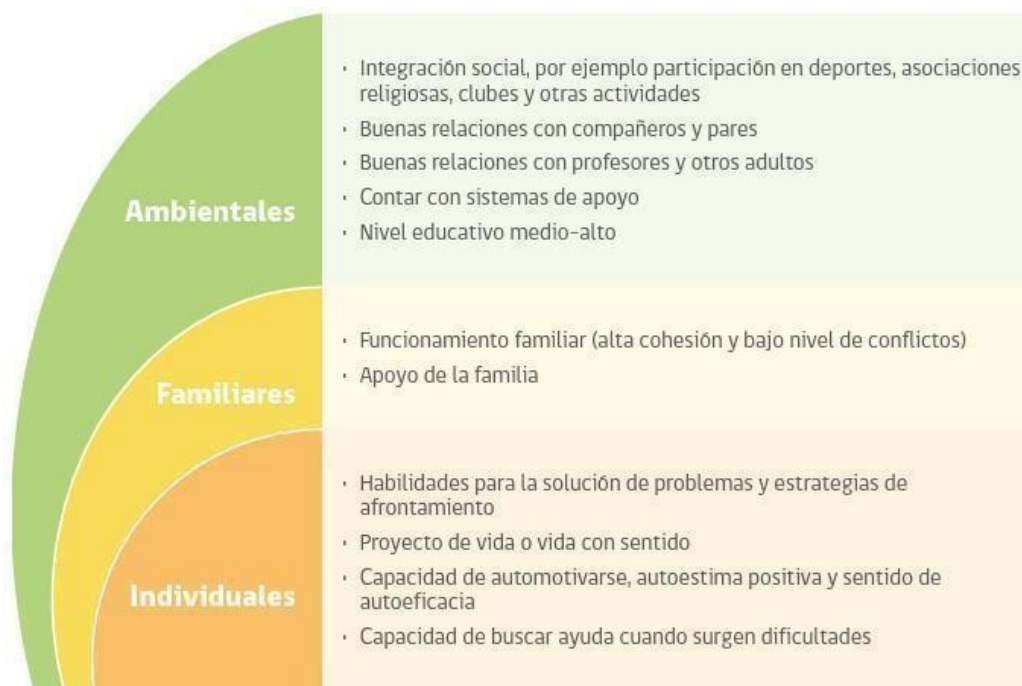 Ambientales
· Integración social, por ejemplo participación en deportes, asociaciones
religiosas, clubes y otras actividades
· Buenas relaciones con compañeros y pares
· Buenas relaciones con profesores y otros adultos
· Contar con sistemas de apoyo
· Nivel educativo medio-alto
Familiares
· Funcionamiento familiar (alta cohesión y bajo nivel de conflictos)
· Apoyo de la familia
Individuales
· Habilidades para la solución de problemas y estrategias de
afrontamiento
· Proyecto de vida o vida con sentido
· Capacidad de automotivarse, autoestima positiva y sentido de
autoeficacia
· Capacidad de buscar ayuda cuando surgen dificultades